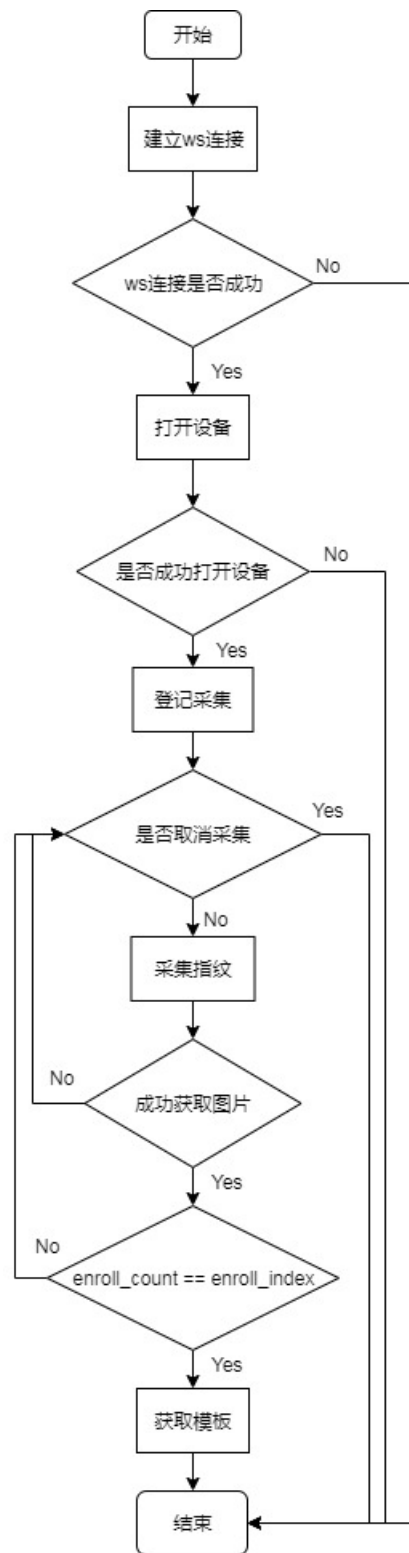 开始
建立ws连接
ws连接是否成功
No
Yes
打开设备
是否成功打开设备
No
Yes
登记采集
是否取消采集
Yes
No
采集指纹
成功获取图片
No
Yes
enroll_count == enroll_index
No
Yes
获取模板
结束